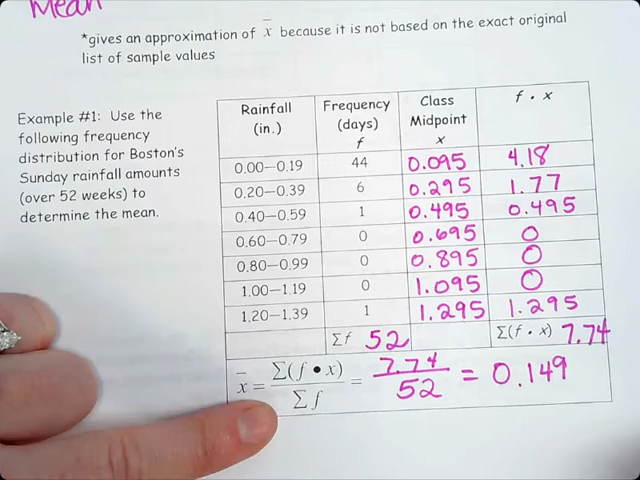 Mean
*gives an approximation of x̄ because it is not based on the exact original
list of sample values
Example #1: Use the
following frequency
distribution for Boston's
Sunday rainfall amounts
(over 52 weeks) to
determine the mean.
Rainfall (in.) Frequency (days) f Class Midpoint x f • x
0.00–0.19 44 0.095 4.18
0.20–0.39 6 0.295 1.77
0.40–0.59 1 0.495 0.495
0.60–0.79 0 0.695 0
0.80–0.99 0 0.895 0
1.00–1.19 0 1.095 0
1.20–1.39 1 1.295 1.295
Σf 52 Σ(f • x) 7.74
x̄ = Σ(f • x) / Σf = 7.74 / 52 = 0.149